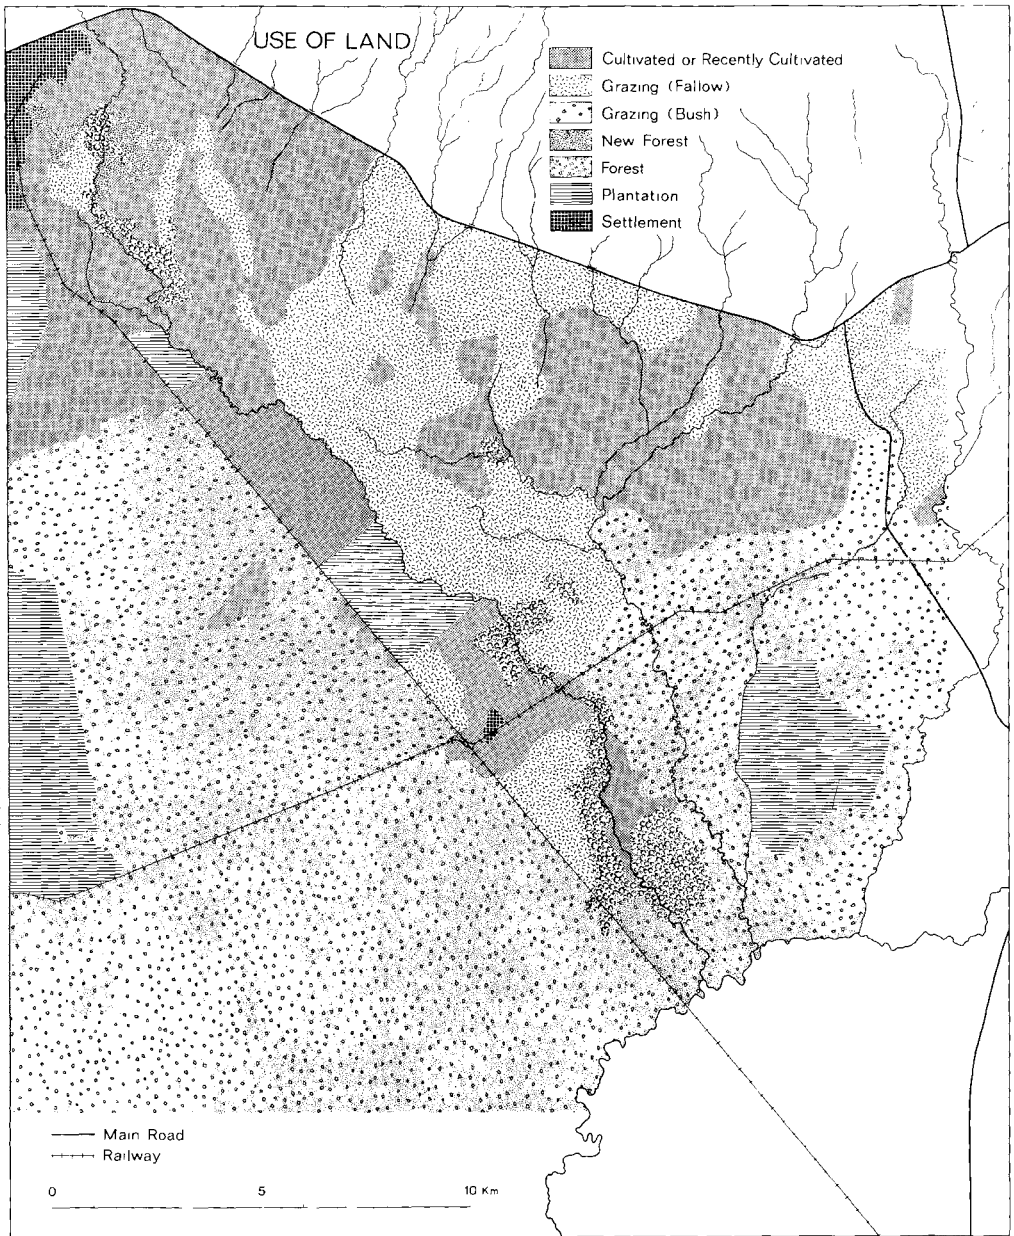 USE OF LAND
Cultivated or Recently Cultivated
Grazing (Fallow)
Grazing (Bush)
New Forest
Forest
Plantation
Settlement
Main Road
Railway
0 5 10 Km